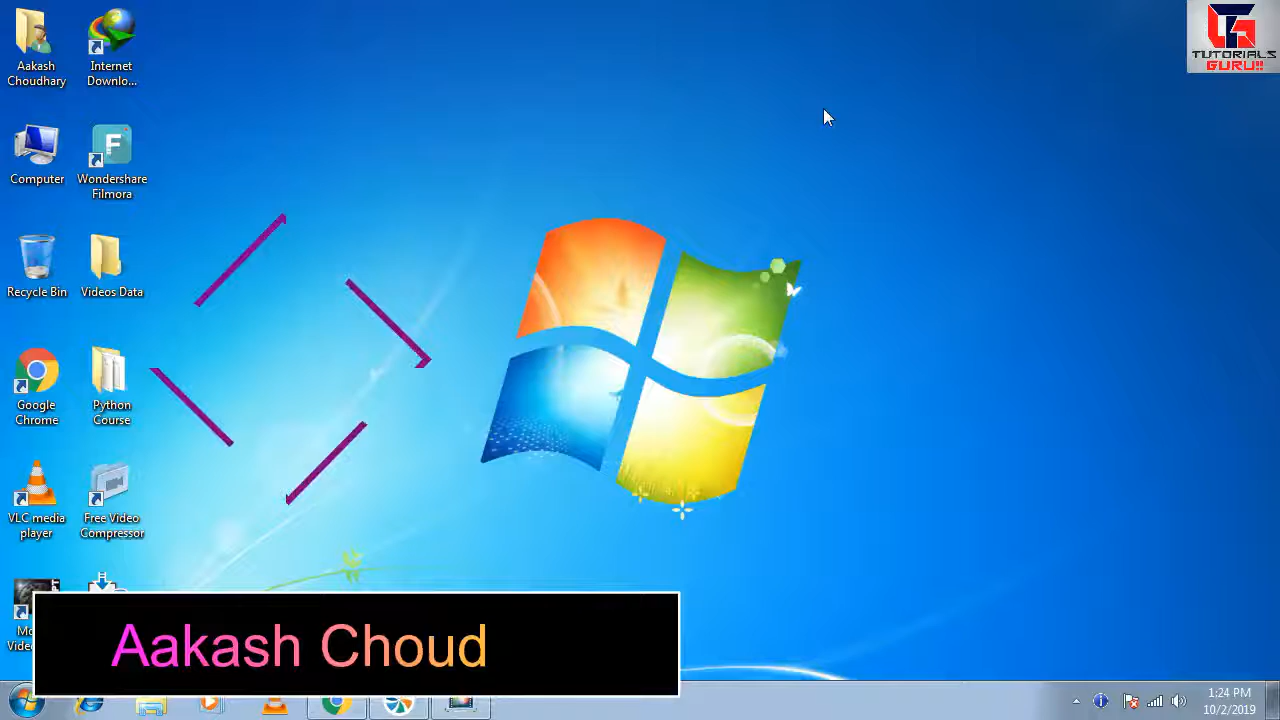 TUTORIALS
GURU!!
Aakash
Choudhary
Internet
Downlo...
Computer
Wondershare
Filmora
F
Recycle Bin
Videos Data
Google
Chrome
Python
Course
VLC media
player
Free Video
Compressor
Aakash Choud
1:24 PM
10/2/2019